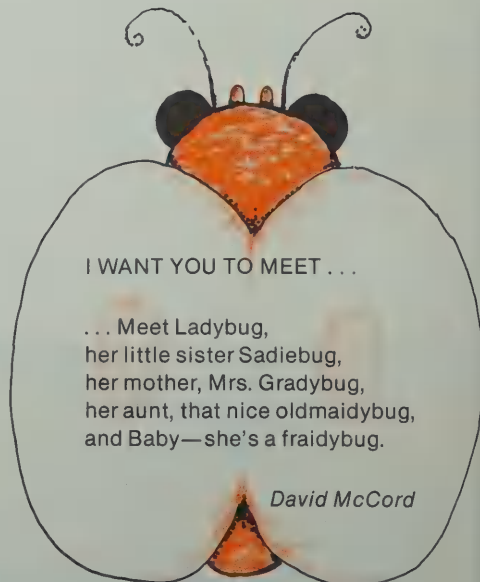 I WANT YOU TO MEET . . .
. . . Meet Ladybug,
her little sister Sadiebug,
her mother, Mrs. Gradybug,
her aunt, that nice oldmaidybug,
and Baby—she's a fraidybug.
David McCord